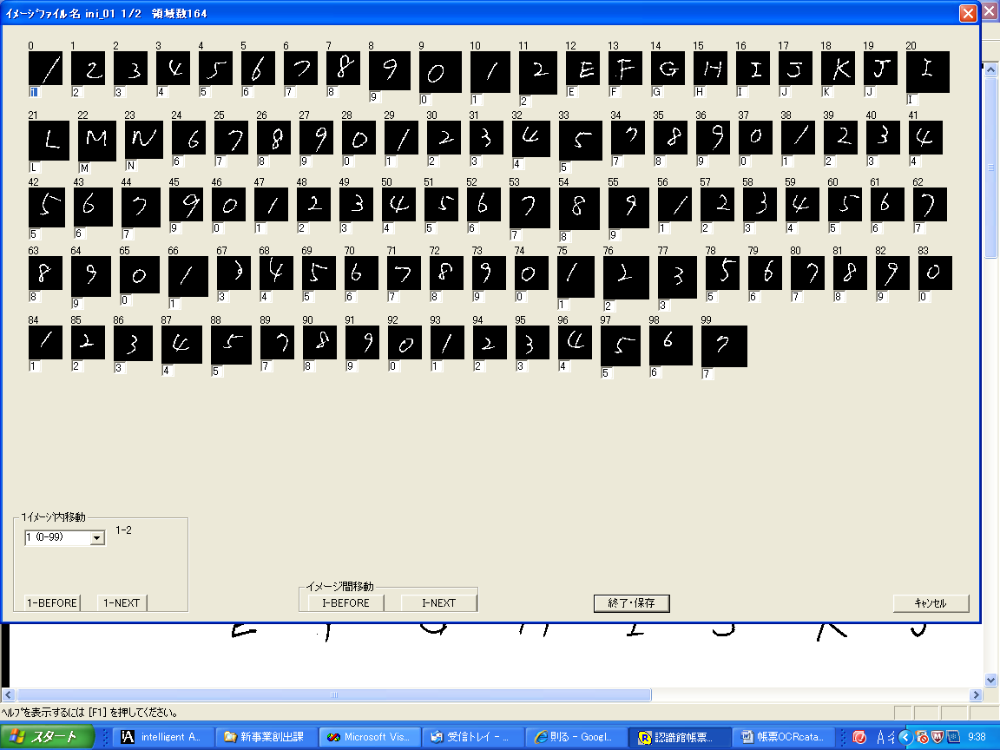 イメージファイル名 ini_01 1/2 領域数164
0 1 2 3 4 5 6 7 8 9 10 11 12 13 14 15 16 17 18 19 20
/ 2 3 4 5 6 7 8 9 0 1 2 E F G H I J K J I
i 2 3 4 5 6 7 8 9 0 1 2 E F G H I J K J I
21 22 23 24 25 26 27 28 29 30 31 32 33 34 35 36 37 38 39 40 41
L M N 6 7 8 9 0 1 2 3 4 5 7 8 9 0 1 2 3 4
L M N 6 7 8 9 0 1 2 3 4 5 7 8 9 0 1 2 3 4
42 43 44 45 46 47 48 49 50 51 52 53 54 55 56 57 58 59 60 61 62
5 6 7 9 0 1 2 3 4 5 6 7 8 9 1 2 3 4 5 6 7
5 6 7 9 0 1 2 3 4 5 6 7 8 9 1 2 3 4 5 6 7
63 64 65 66 67 68 69 70 71 72 73 74 75 76 77 78 79 80 81 82 83
8 9 0 1 3 4 5 6 7 8 9 0 1 2 3 5 6 7 8 9 0
8 9 0 1 3 4 5 6 7 8 9 0 1 2 3 5 6 7 8 9 0
84 85 86 87 88 89 90 91 92 93 94 95 96 97 98 99
1 2 3 4 5 7 8 9 0 1 2 3 4 5 6 7
1 2 3 4 5 7 8 9 0 1 2 3 4 5 6 7
1イメージ内移動
1 (0-99) 1-2
1-BEFORE 1-NEXT
イメージ間移動
I-BEFORE I-NEXT
終了・保存
キャンセル
E F G H I J K J
ヘルプを表示するには [F1] を押してください。
スタート intelligent A... 新事業創出課 Microsoft Vis... 受信トレイ - ... 則る - Googl... 認識館帳票... 帳票OCRcata... 9:38